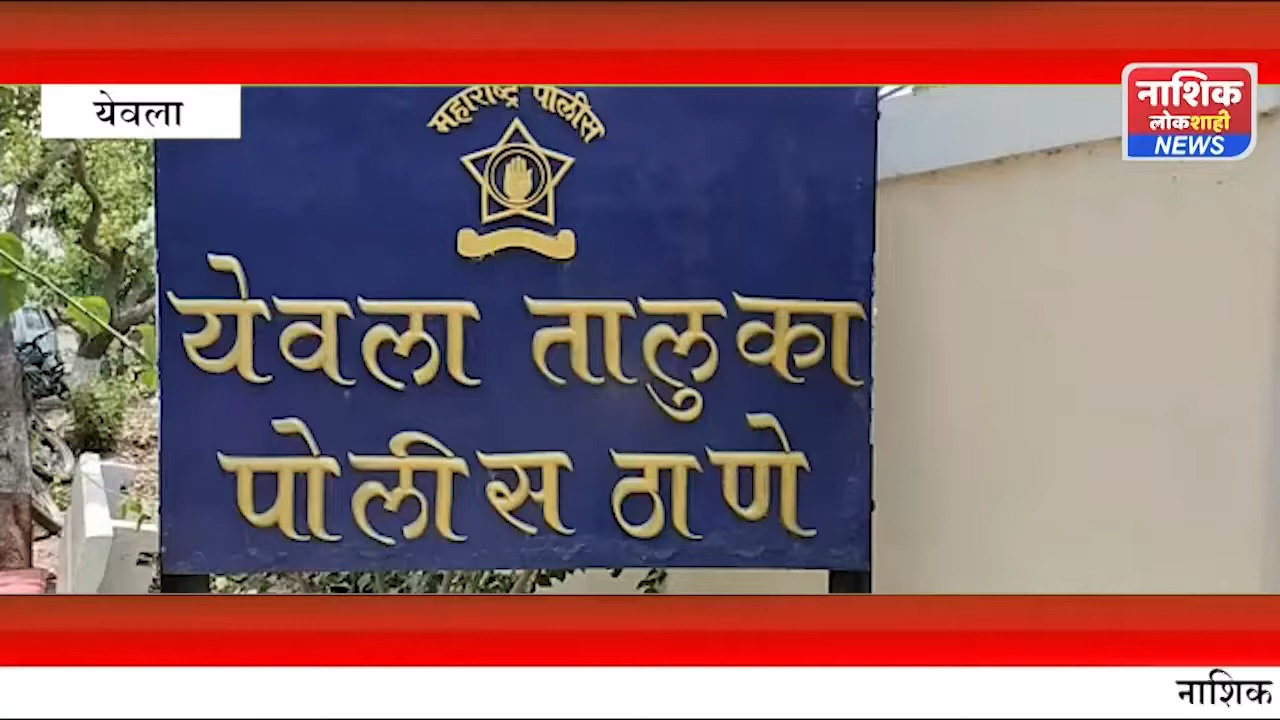 येवला
नाशिक
लोकशाही
NEWS
महाराष्ट्र पोलीस
येवला तालुका
पोलीस ठाणे
नाशिक